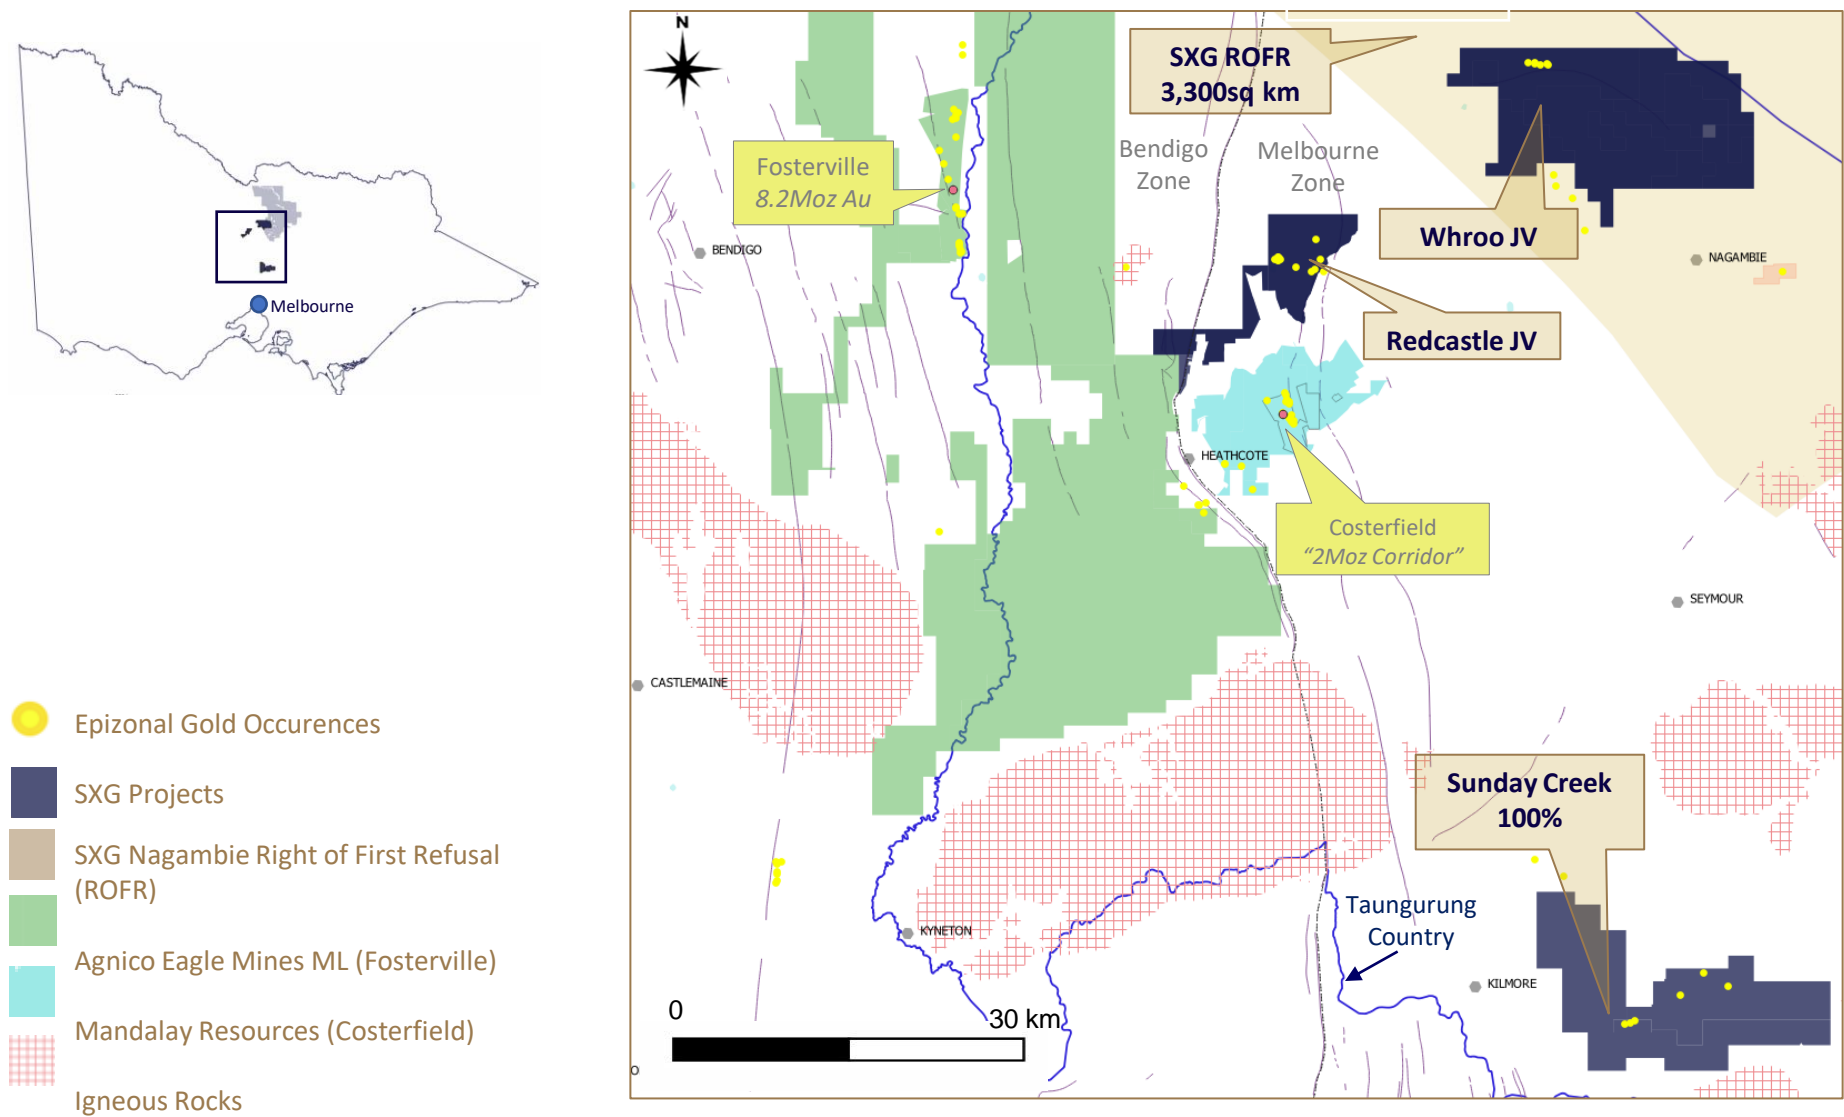 N
SXG ROFR
3,300sq km
Bendigo
Zone
Melbourne
Zone
Fosterville
8.2Moz Au
BENDIGO
Whroo JV
NAGAMBIE
Melbourne
Redcastle JV
HEATHCOTE
Costerfield
“2Moz Corridor”
SEYMOUR
CASTLEMAINE
Epizonal Gold Occurences
SXG Projects
SXG Nagambie Right of First Refusal
(ROFR)
Agnico Eagle Mines ML (Fosterville)
Mandalay Resources (Costerfield)
Igneous Rocks
Sunday Creek
100%
Taungurung
Country
KYNETON
KILMORE
0
30 km